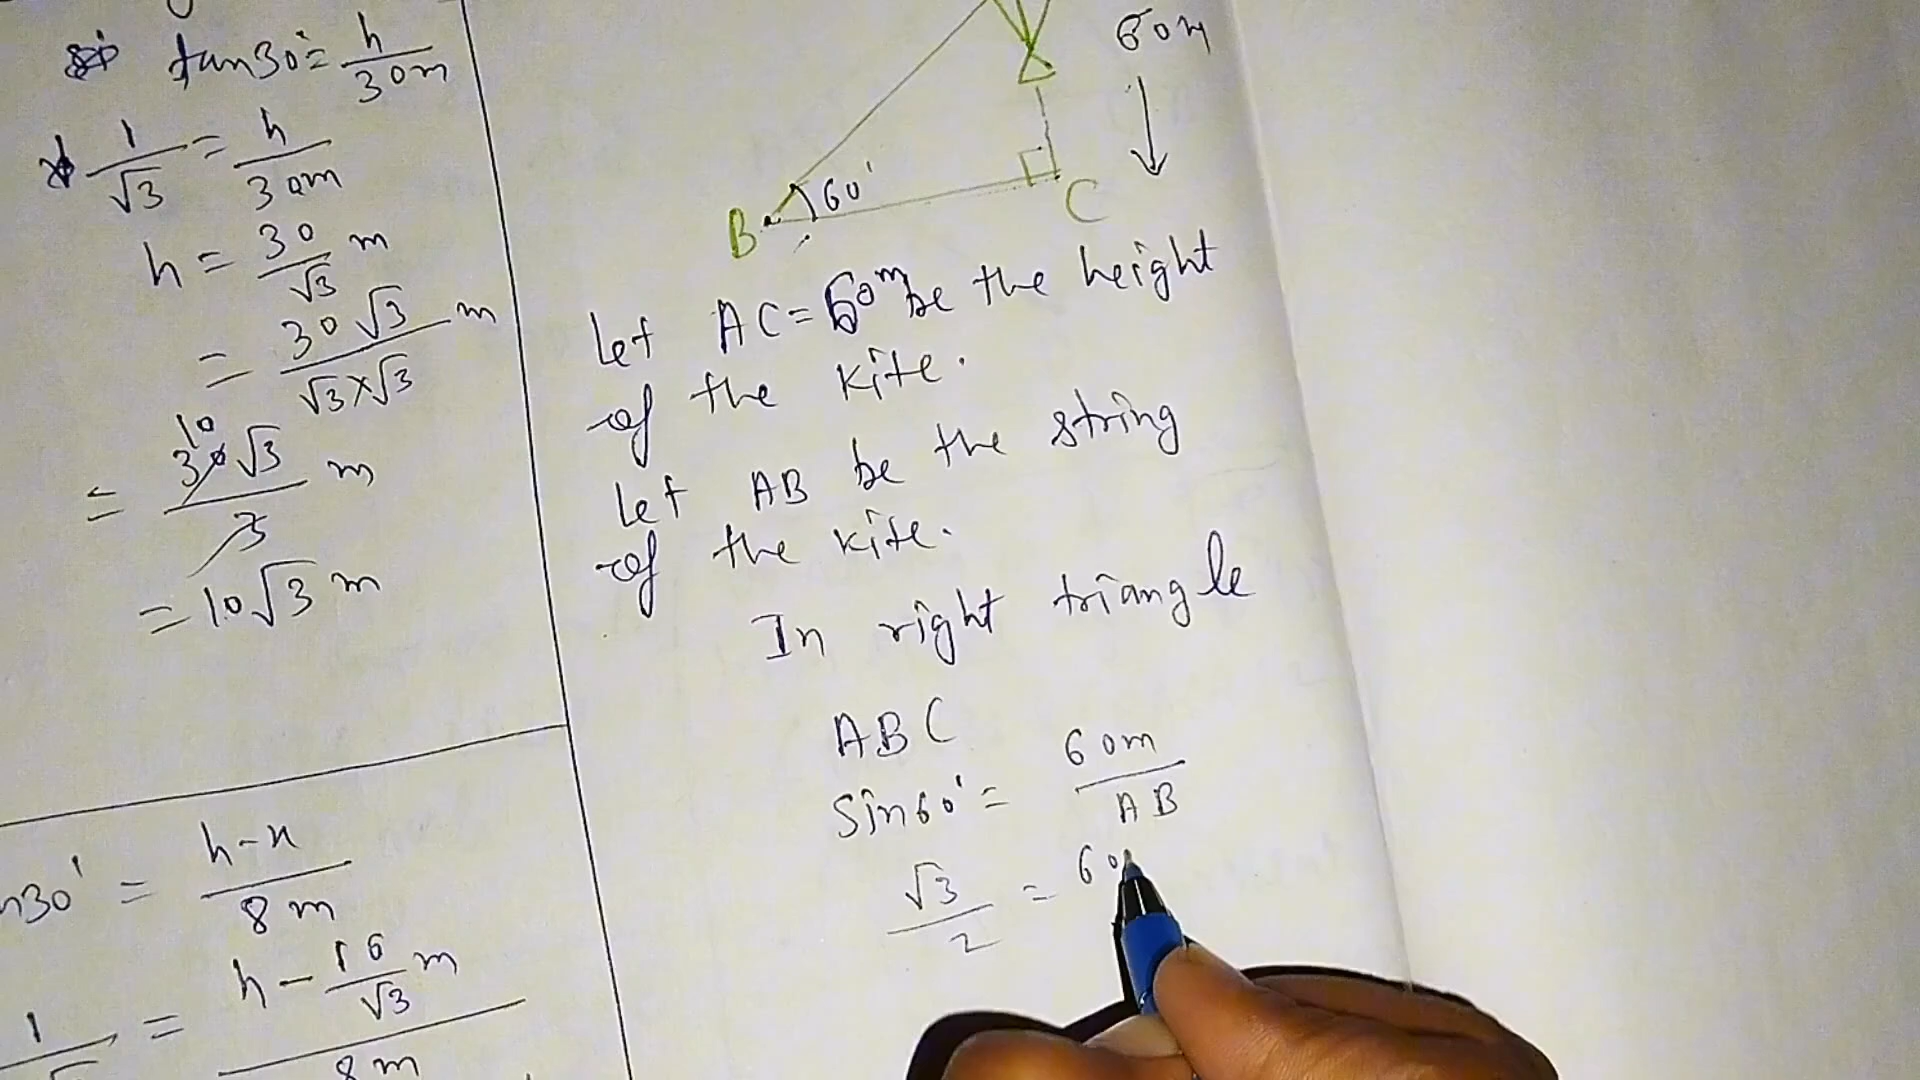 tan30° = h/30m
1/√3 = h/30m
h = 30/√3 m
= 30√3/√3×√3 m
10
= 30√3/3 m
= 10√3 m
30' = h-x/8m
1 = h - 16/√3 m
8m
60m
60'
B
C
Let AC = 60m be the height
of the kite.
Let AB be the string
of the kite.
In right triangle
ABC
Sin60' = 60m/AB
√3/2 = 60